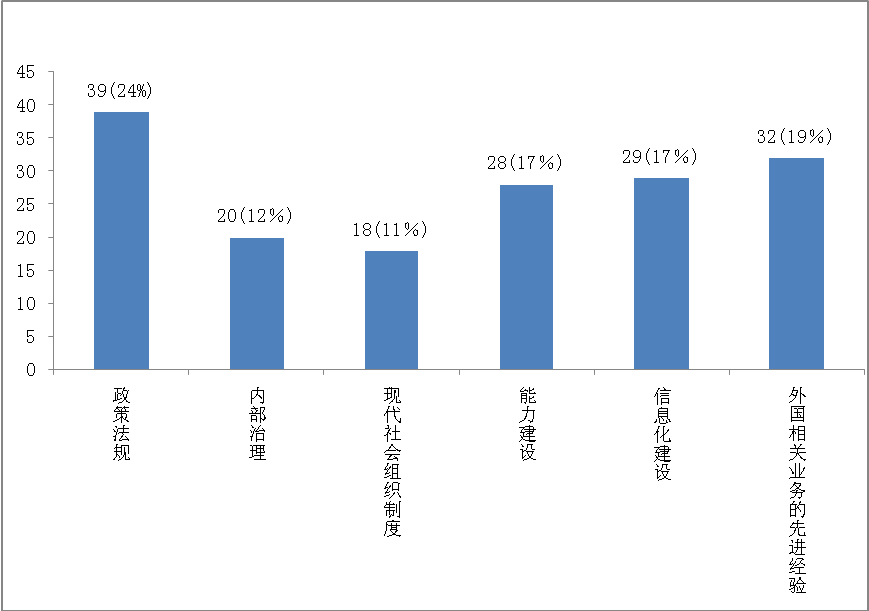 45
40
35
30
25
20
15
10
5
0
39(24%)
20(12%)
18(11%)
28(17%)
29(17%)
32(19%)
政策法规
内部治理
现代社会组织制度
能力建设
信息化建设
外国相关业务的先进经验